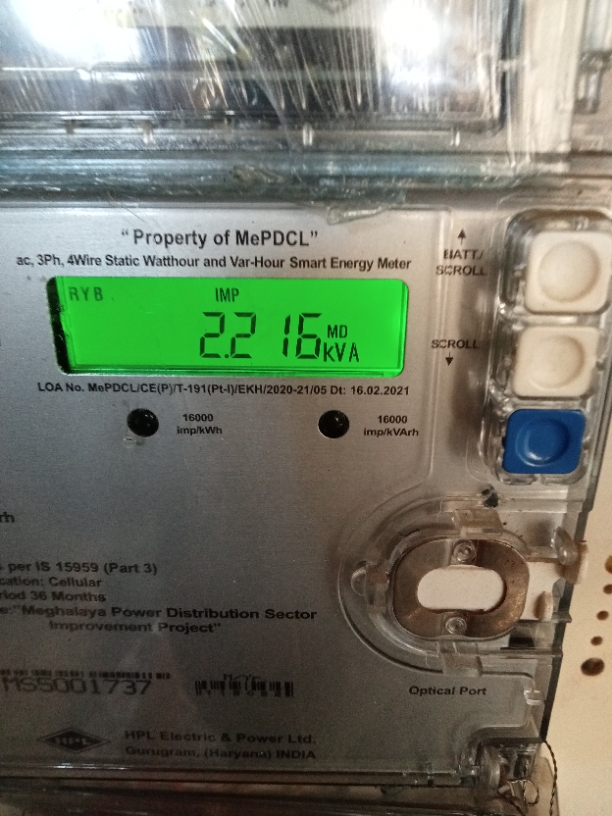 "Property of MePDCL"
ac, 3Ph, 4Wire Static Watthour and Var-Hour Smart Energy Meter
BATT/
SCROLL
RYB IMP
2.216 MD
kVA
SCROLL
LOA No. MePDCL/CE(P)/T-191(Pt-I)/EKH/2020-21/05 Dt: 16.02.2021
16000
imp/kWh
16000
imp/kVArh
rh
per IS 15959 (Part 3)
cation: Cellular
riod 36 Months
e:"Meghalaya Power Distribution Sector
Improvement Project"
MS5001737
Optical Port
HPL
HPL Electric & Power Ltd.
Gurugram, (Haryana) INDIA